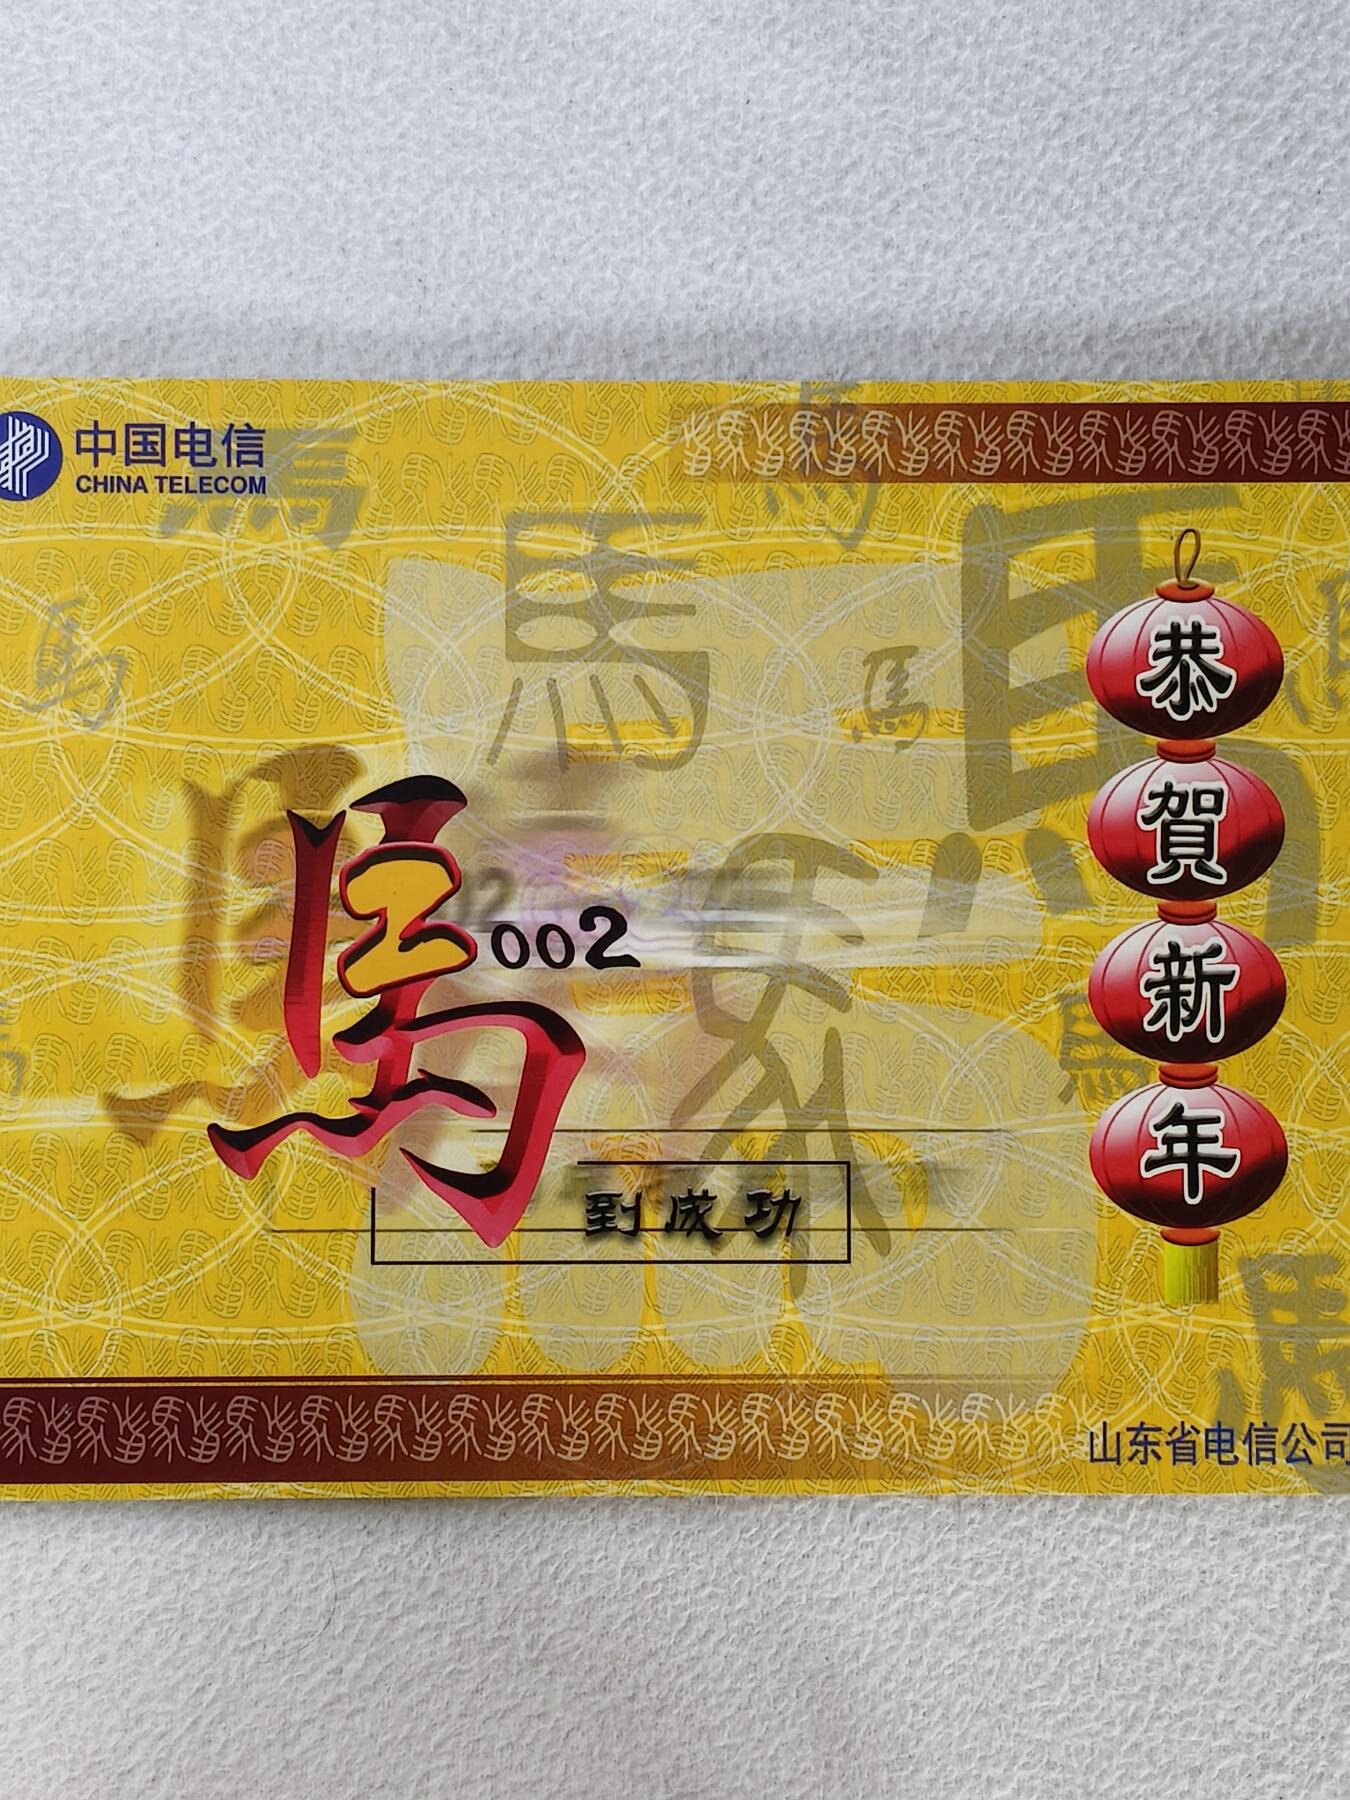 中国电信
CHINA TELECOM
恭
賀
新
年
馬
2002
到成功
山东省电信公司